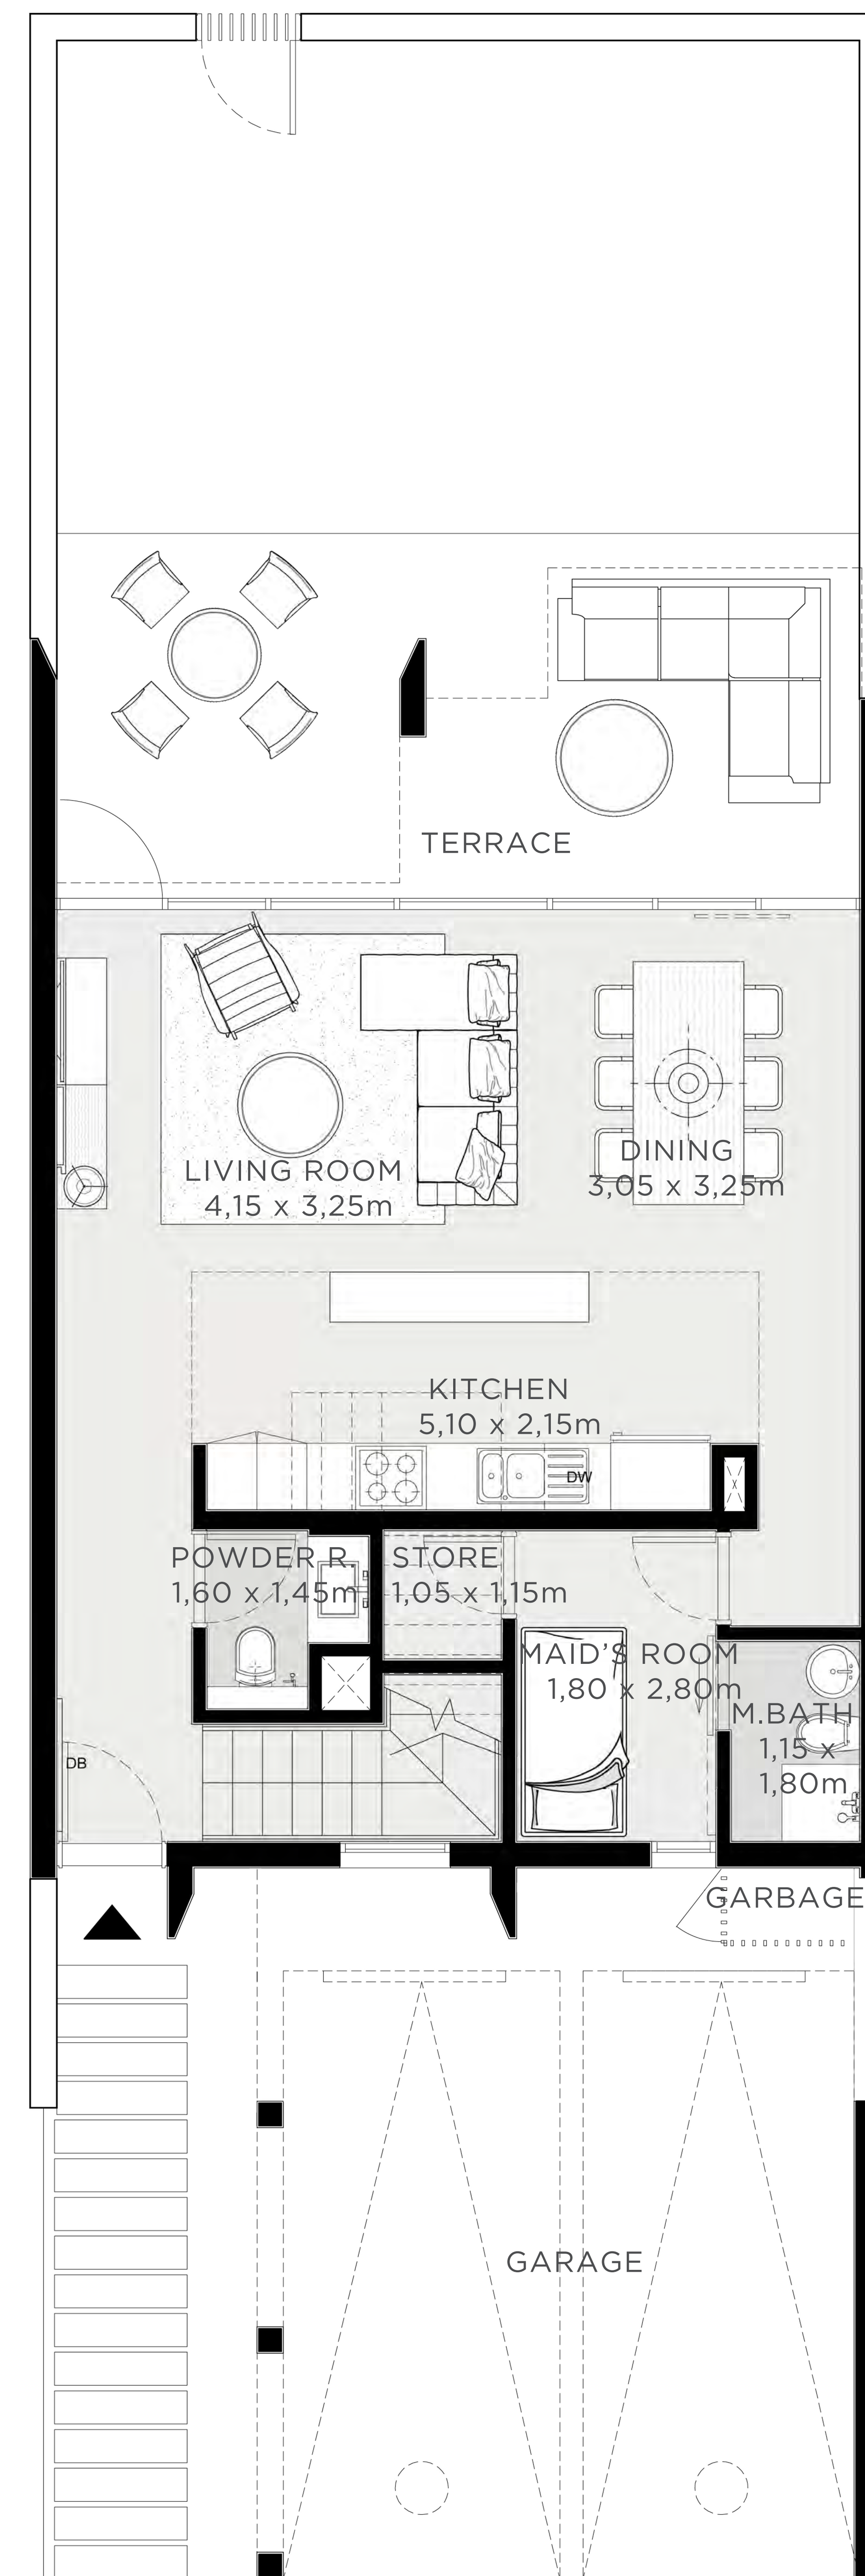 TERRACE
LIVING ROOM
4,15 x 3,25m
DINING
3,05 x 3,25m
KITCHEN
5,10 x 2,15m
DW
POWDER R.
1,60 x 1,45m
STORE
1,05 x 1,15m
MAID'S ROOM
1,80 x 2,80m
M.BATH
1,15 x
1,80m
DB
GARBAGE
GARAGE